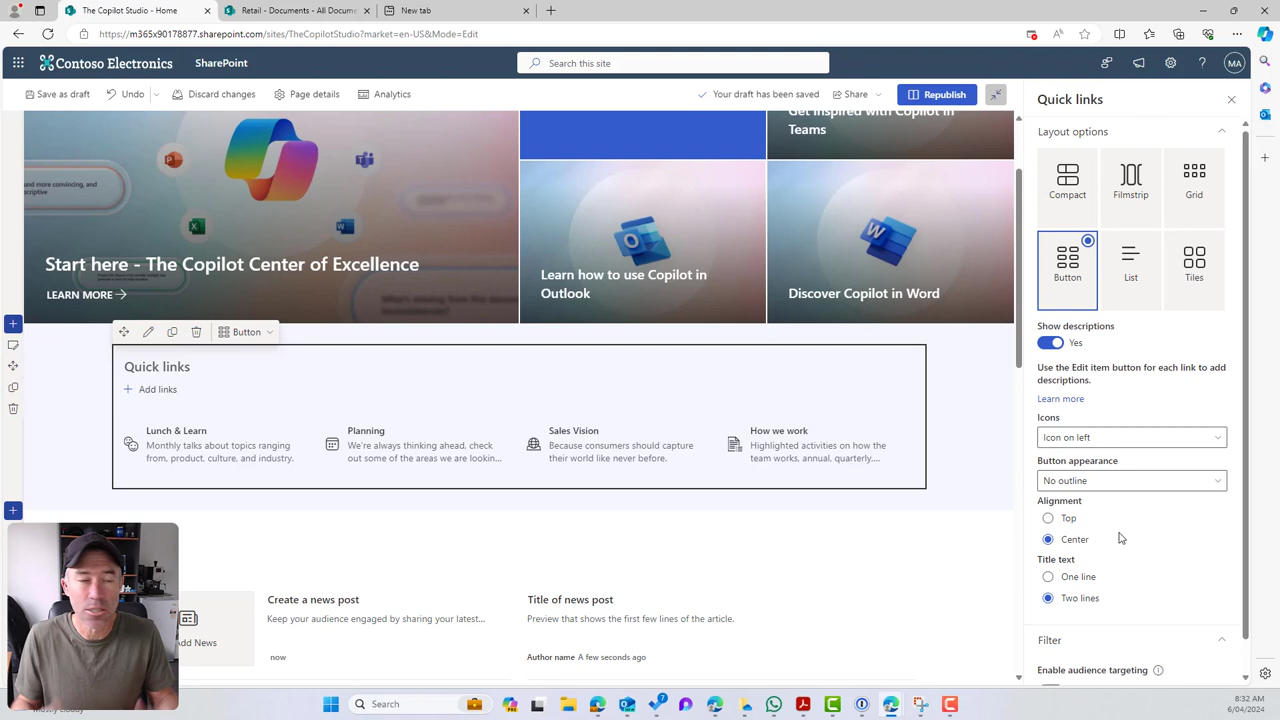 The Copilot Studio - Home
Retail - Documents - All Docume
New tab
https://m365x90178877.sharepoint.com/sites/TheCopilotStudio?market=en-US&Mode=Edit
Contoso Electronics
SharePoint
Search this site
MA
Save as draft
Undo
Discard changes
Page details
Analytics
Your draft has been saved
Share
Republish
Get inspired with Copilot in
Teams
Start here - The Copilot Center of Excellence
LEARN MORE
Learn how to use Copilot in
Outlook
Discover Copilot in Word
Button
Quick links
Add links
Lunch & Learn
Monthly talks about topics ranging
from, product, culture, and industry.
Planning
We're always thinking ahead, check
out some of the areas we are lookin...
Sales Vision
Because consumers should capture
their world like never before.
How we work
Highlighted activities on how the
team works, annual, quarterly,...
Add News
Create a news post
Keep your audience engaged by sharing your latest...
now
Title of news post
Preview that shows the first few lines of the article.
Author name A few seconds ago
Quick links
Layout options
Compact
Filmstrip
Grid
Button
List
Tiles
Show descriptions
Yes
Use the Edit item button for each link to add
descriptions.
Learn more
Icons
Icon on left
Button appearance
No outline
Alignment
Top
Center
Title text
One line
Two lines
Filter
Enable audience targeting
Search
7
8:32 AM
6/04/2024